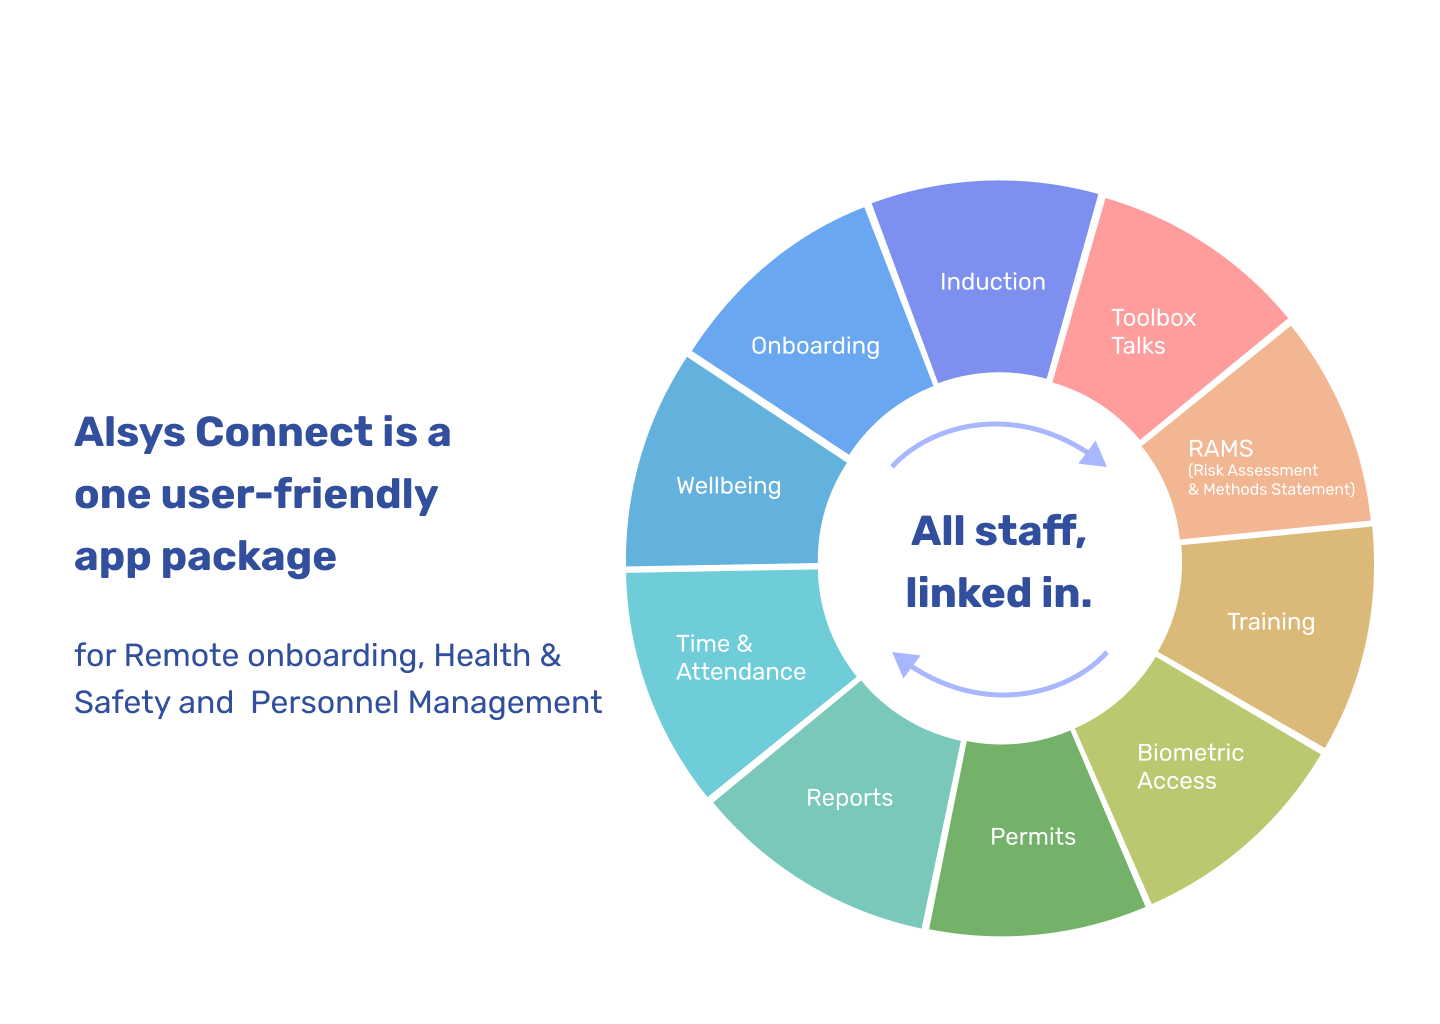 Alsys Connect is a
one user-friendly
app package
for Remote onboarding, Health &
Safety and  Personnel Management
Induction
Toolbox
Talks
RAMS
(Risk Assessment
& Methods Statement)
Training
Biometric
Access
Permits
Reports
Time &
Attendance
Wellbeing
Onboarding
All staff,
linked in.